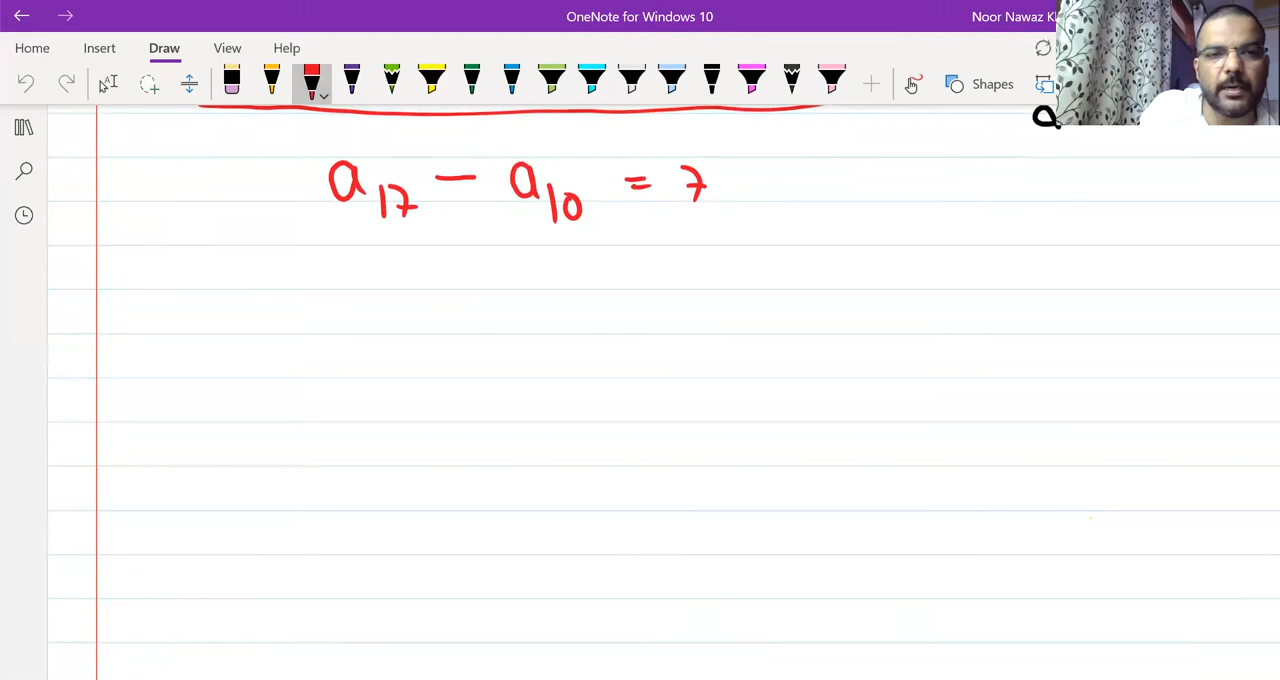 OneNote for Windows 10
Noor Nawaz
Home Insert Draw View Help
Shapes
a₁₇ − a₁₀ = 7